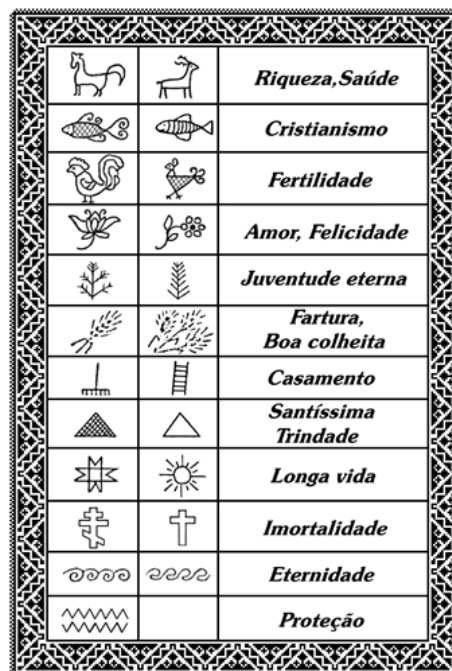 Riqueza,Saúde
Cristianismo
Fertilidade
Amor, Felicidade
Juventude eterna
Fartura,
Boa colheita
Casamento
Santíssima
Trindade
Longa vida
Imortalidade
Eternidade
Proteção